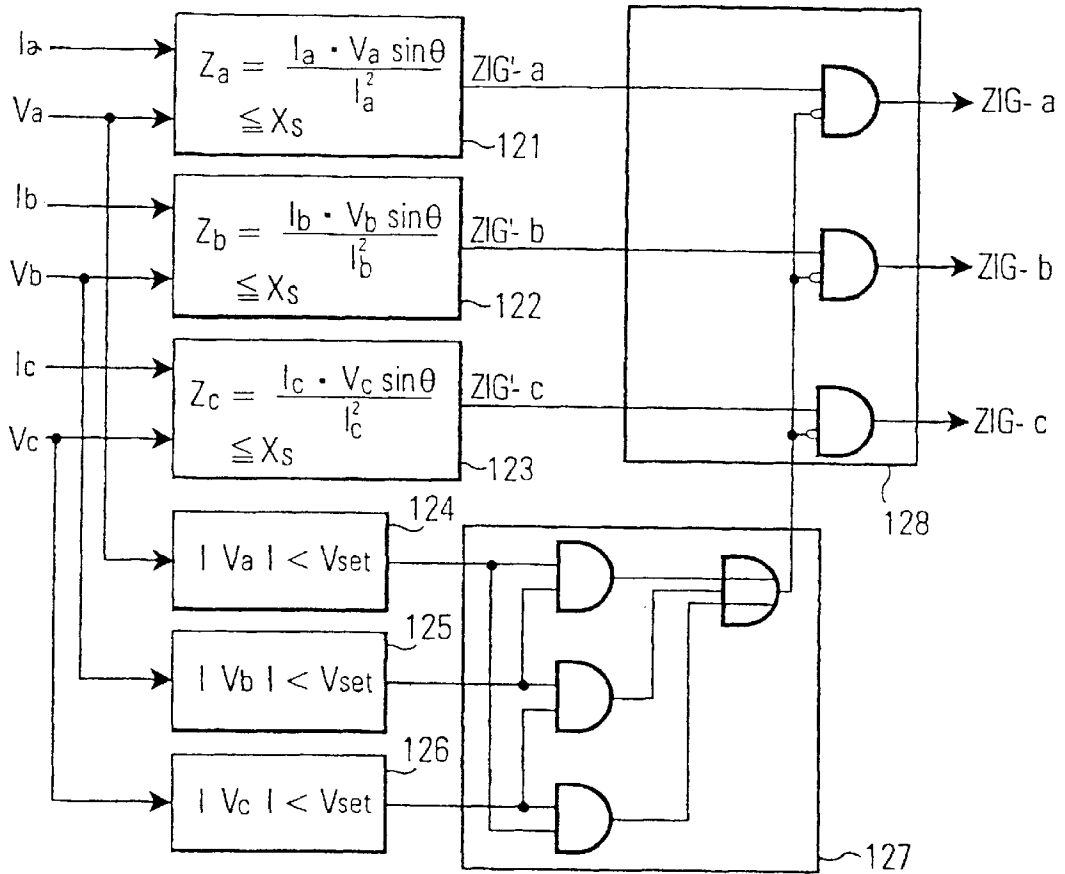 Ia
Va
Za = Ia · Va sinθ / Ia²
≦ Xs
ZIG'- a
121
ZIG- a
Ib
Vb
Zb = Ib · Vb sinθ / Ib²
≦ Xs
ZIG'- b
122
ZIG- b
Ic
Vc
Zc = Ic · Vc sinθ / Ic²
≦ Xs
ZIG'- c
123
ZIG- c
128
124
| Va | < Vset
125
| Vb | < Vset
126
| Vc | < Vset
127